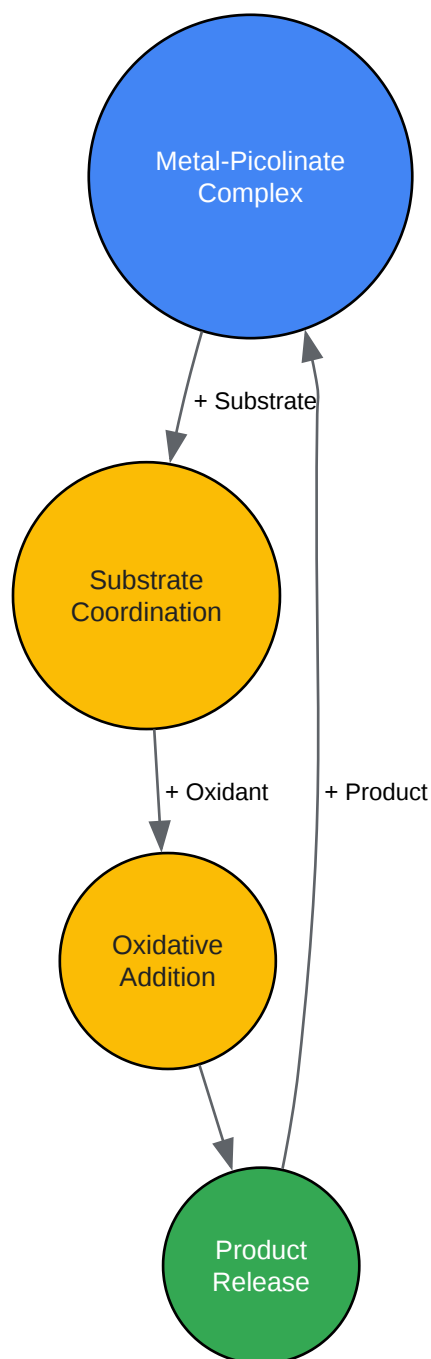 Metal-Picolinate
Complex
+ Substrate
Substrate
Coordination
+ Oxidant
+ Product
Oxidative
Addition
Product
Release